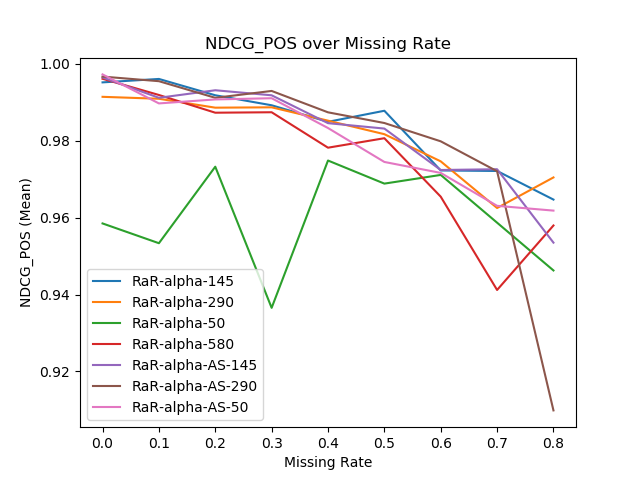 NDCG_POS over Missing Rate
NDCG_POS (Mean)
1.00
0.98
0.96
0.94
0.92
RaR-alpha-145
RaR-alpha-290
RaR-alpha-50
RaR-alpha-580
RaR-alpha-AS-145
RaR-alpha-AS-290
RaR-alpha-AS-50
0.0 0.1 0.2 0.3 0.4 0.5 0.6 0.7 0.8
Missing Rate